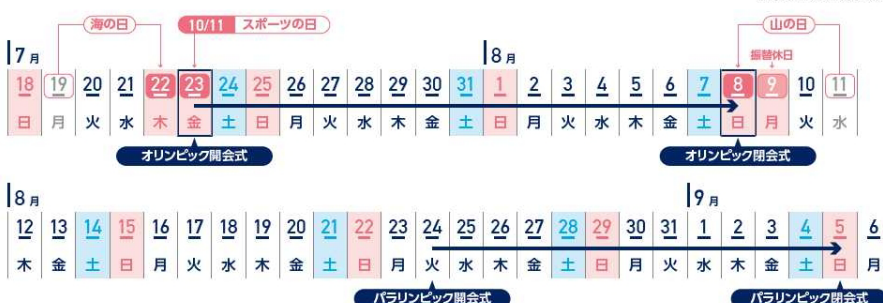 海の日 10/11 スポーツの日 山の日
7月 8月 振替休日
18 19 20 21 22 23 24 25 26 27 28 29 30 31 1 2 3 4 5 6 7 8 9 10 11
日 月 火 水 木 金 土 日 月 火 水 木 金 土 日 月 火 水 木 金 土 日 月 火 水
オリンピック開会式 オリンピック閉会式
8月 9月
12 13 14 15 16 17 18 19 20 21 22 23 24 25 26 27 28 29 30 31 1 2 3 4 5 6
木 金 土 日 月 火 水 木 金 土 日 月 火 水 木 金 土 日 月 火 水 木 金 土 日 月
パラリンピック開会式 パラリンピック閉会式